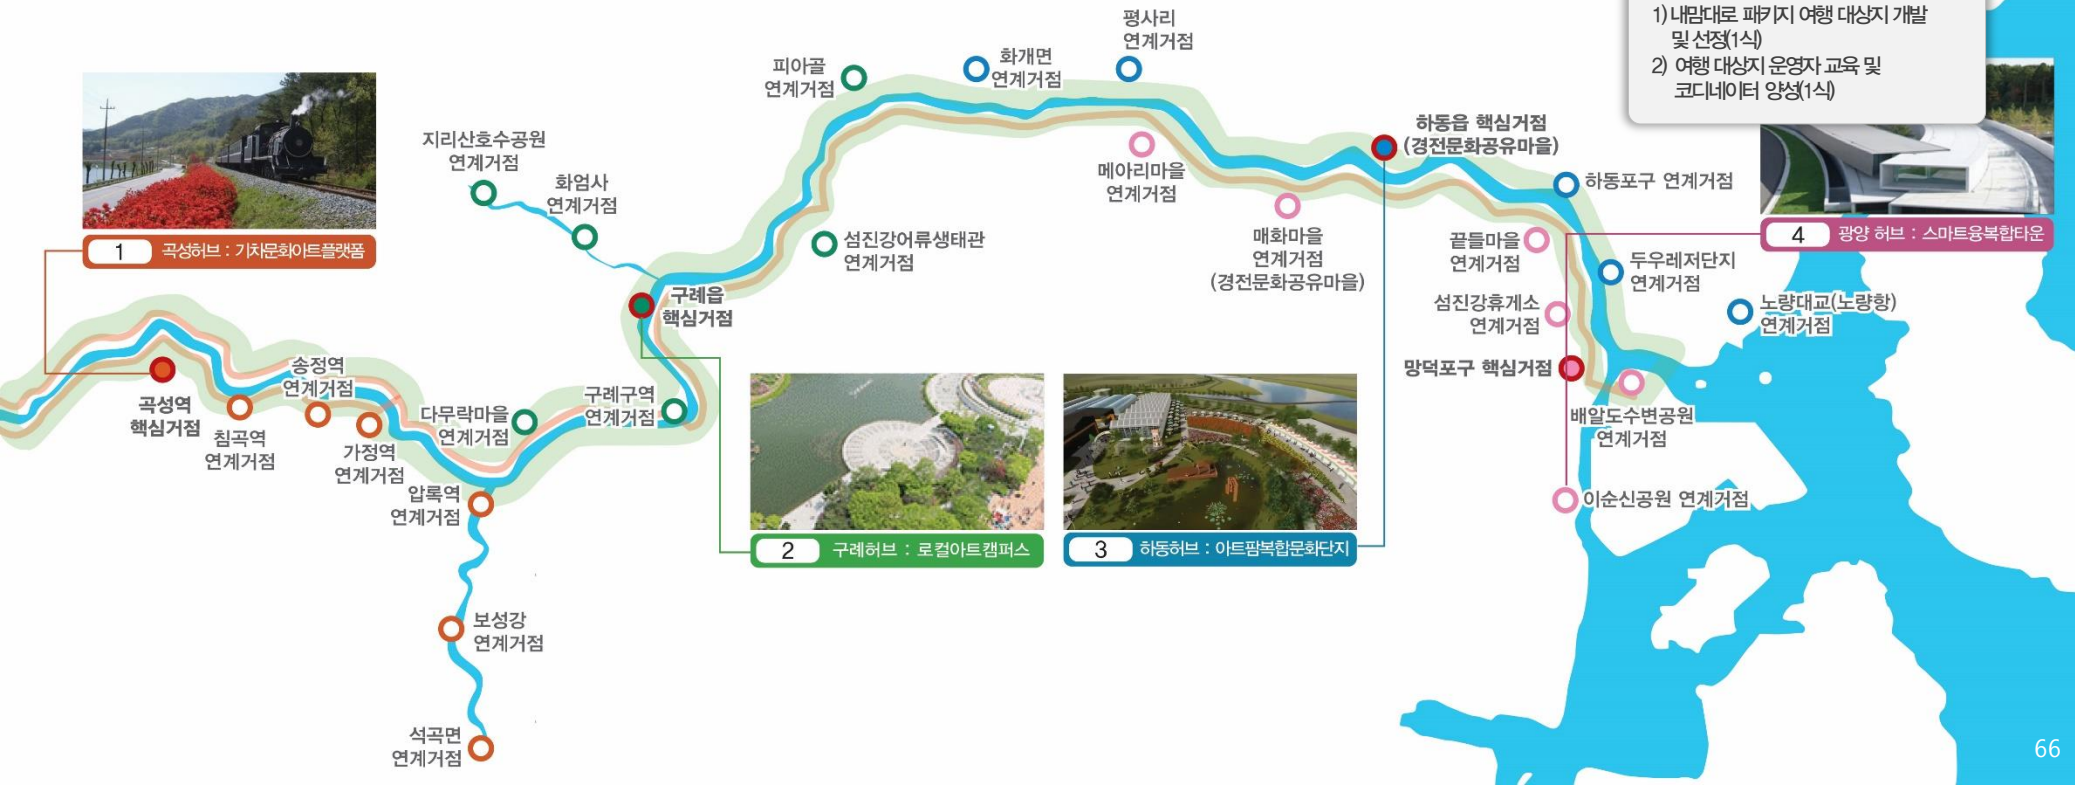 1) 내맘대로 패키지 여행 대상지 개발
및 선정(1식)
2) 여행 대상지 운영자 교육 및
코디네이터 양성(1식)
평사리
연계거점
화개면
연계거점
피아골
연계거점
하동읍 핵심거점
(경전문화공유마을)
지리산호수공원
연계거점
화엄사
연계거점
메아리마을
연계거점
하동포구 연계거점
1 곡성허브 : 기차문화아트플랫폼
섬진강어류생태관
연계거점
매화마을
연계거점
(경전문화공유마을)
끝들마을
연계거점
4 광양 허브 : 스마트융복합타운
두우레저단지
연계거점
구례읍
핵심거점
섬진강휴게소
연계거점
노량대교(노량항)
연계거점
송정역
연계거점
망덕포구 핵심거점
곡성역
핵심거점
침곡역
연계거점
가정역
연계거점
다무락마을
연계거점
구례구역
연계거점
배알도수변공원
연계거점
압록역
연계거점
이순신공원 연계거점
2 구례허브 : 로컬아트캠퍼스
3 하동허브 : 아트팜복합문화단지
보성강
연계거점
석곡면
연계거점
66